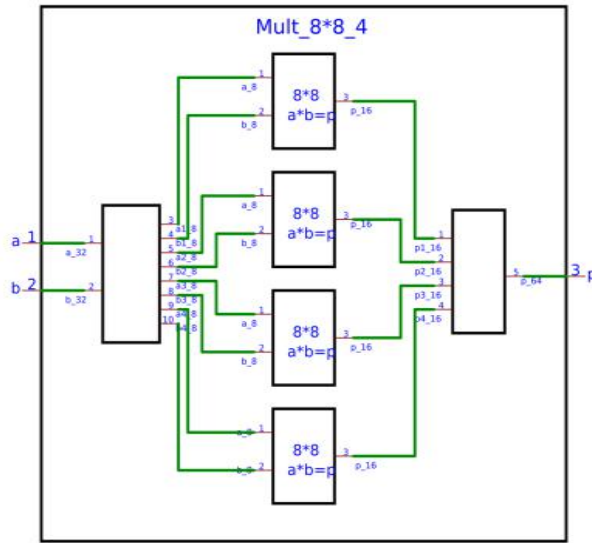 Mult_8*8_4
1
a_8
8*8
3
2
a*b=p
p_16
b_8
1
a_8
8*8
3
2
a*b=p
p_16
b_8
3
a1_8
4
b1_8
5
a2_8
6
b2_8
7
a3_8
8
b3_8
9
a4_8
10
b4_8
a 1
1
a_32
b 2
2
b_32
1
p1_16
2
p2_16
3
p3_16
4
p4_16
5
p_64
3 p
1
a_8
8*8
3
2
a*b=p
p_16
b_8
1
a_8
8*8
3
2
a*b=p
p_16
b_8